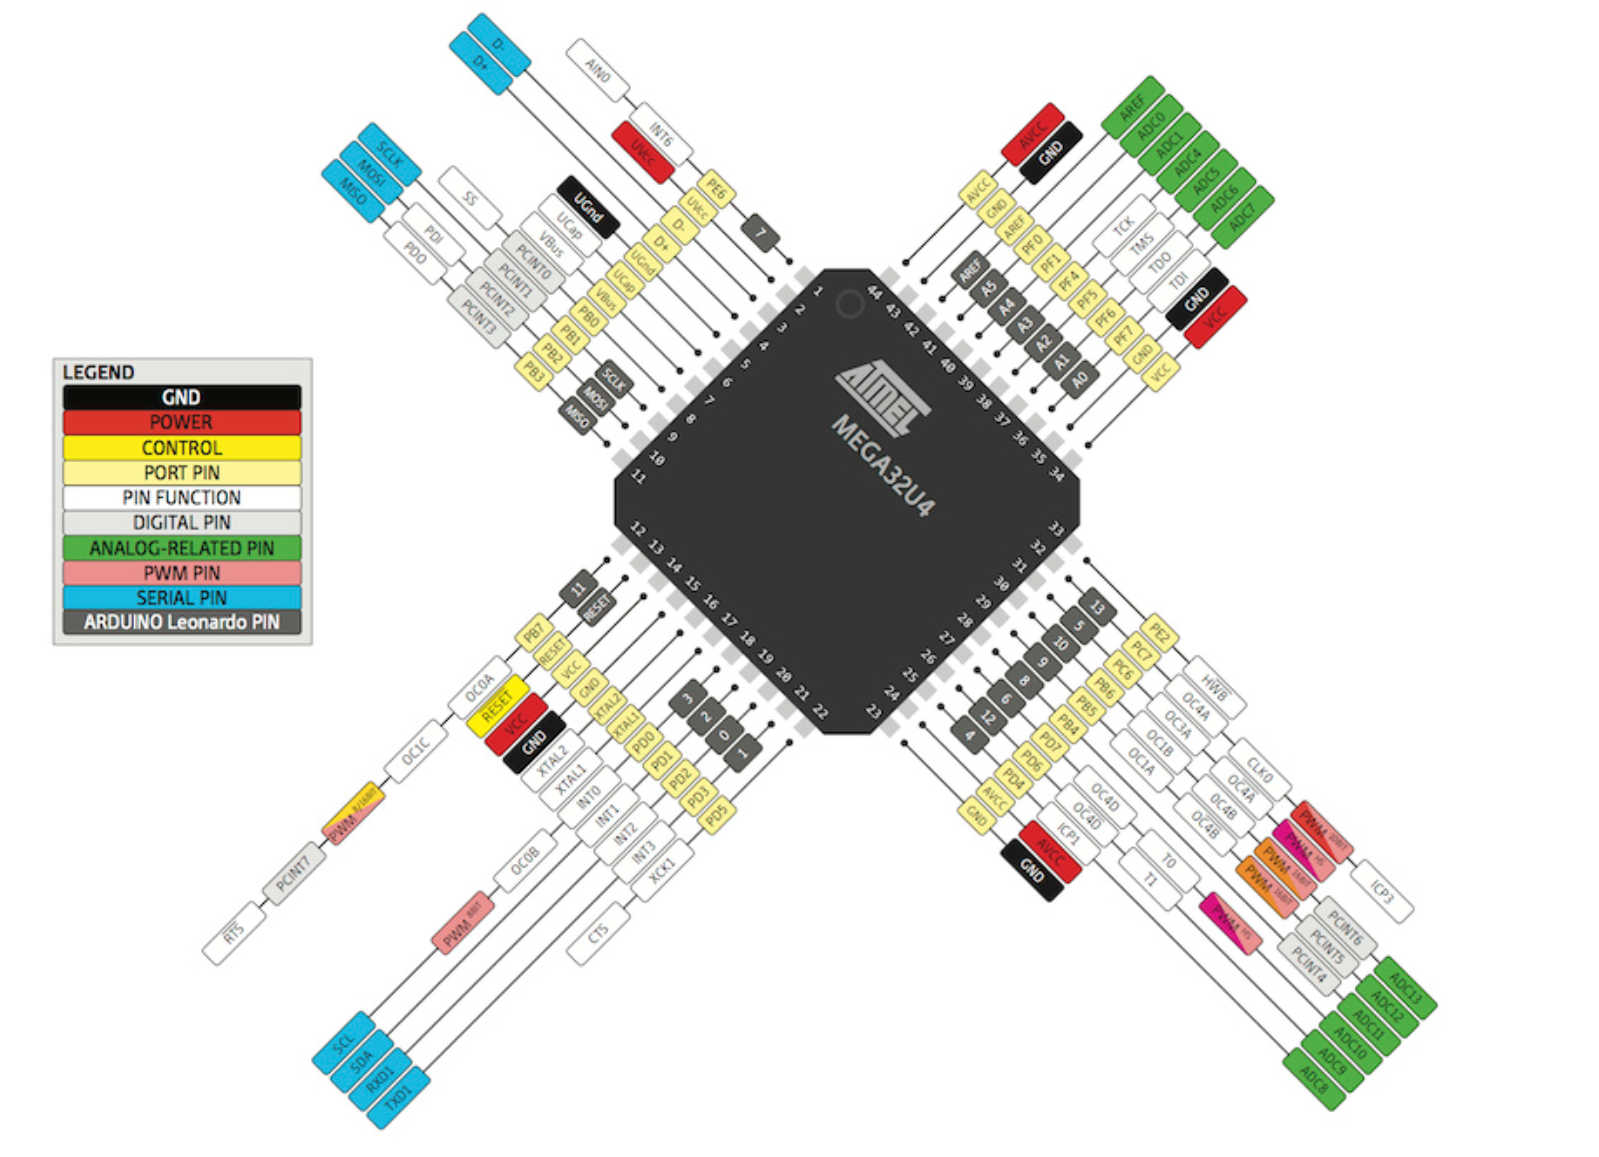 D-
D+
AIN0
INT6
UVcc
PE6
UVcc
D-
D+
UGnd
UCap
VBus
PB0
PB1
PB2
PB3
7
UGnd
UCap
VBus
SS
PCINT0
PCINT1
PCINT2
PCINT3
SCLK
MOSI
MISO
PDI
PDO
SCLK
MOSI
MISO
AVCC
GND
AVCC
GND
AREF
PF0
PF1
PF4
PF5
PF6
PF7
GND
VCC
AREF
A5
A4
A3
A2
A1
A0
AREF
ADC0
ADC1
ADC4
ADC5
ADC6
ADC7
TCK
TMS
TDO
TDI
GND
VCC
1
2
3
4
5
6
7
8
9
10
11
44
43
42
41
40
39
38
37
36
35
34
ATMEL
MEGA32U4
12
13
14
15
16
17
18
19
20
21
22
33
32
31
30
29
28
27
26
25
24
23
LEGEND
GND
POWER
CONTROL
PORT PIN
PIN FUNCTION
DIGITAL PIN
ANALOG-RELATED PIN
PWM PIN
SERIAL PIN
ARDUINO Leonardo PIN
11
RESET
PB7
RESET
VCC
GND
XTAL2
XTAL1
PD0
PD1
PD2
PD3
PD5
3
2
0
1
OC0A
RESET
VCC
GND
XTAL2
XTAL1
INT0
INT1
INT2
INT3
XCK1
OC1C
PWM 8/16BIT
PCINT7
RTS
OC0B
PWM 8BIT
CTS
SCL
SDA
RXD1
TXD1
13
5
10
9
8
6
12
4
PE2
PC7
PC6
PB6
PB5
PB4
PD7
PD6
PD4
AVCC
GND
HWB
OC4A
OC3A
OC1B
OC1A
OC4D
OC4D
ICP1
AVCC
GND
CLK0
OC4A
OC4B
OC4B
T0
T1
PWM 10BIT
PWM HS
PWM 16BIT
PWM 16BIT
PWM HS
ICP3
PCINT6
PCINT5
PCINT4
ADC13
ADC12
ADC11
ADC10
ADC9
ADC8